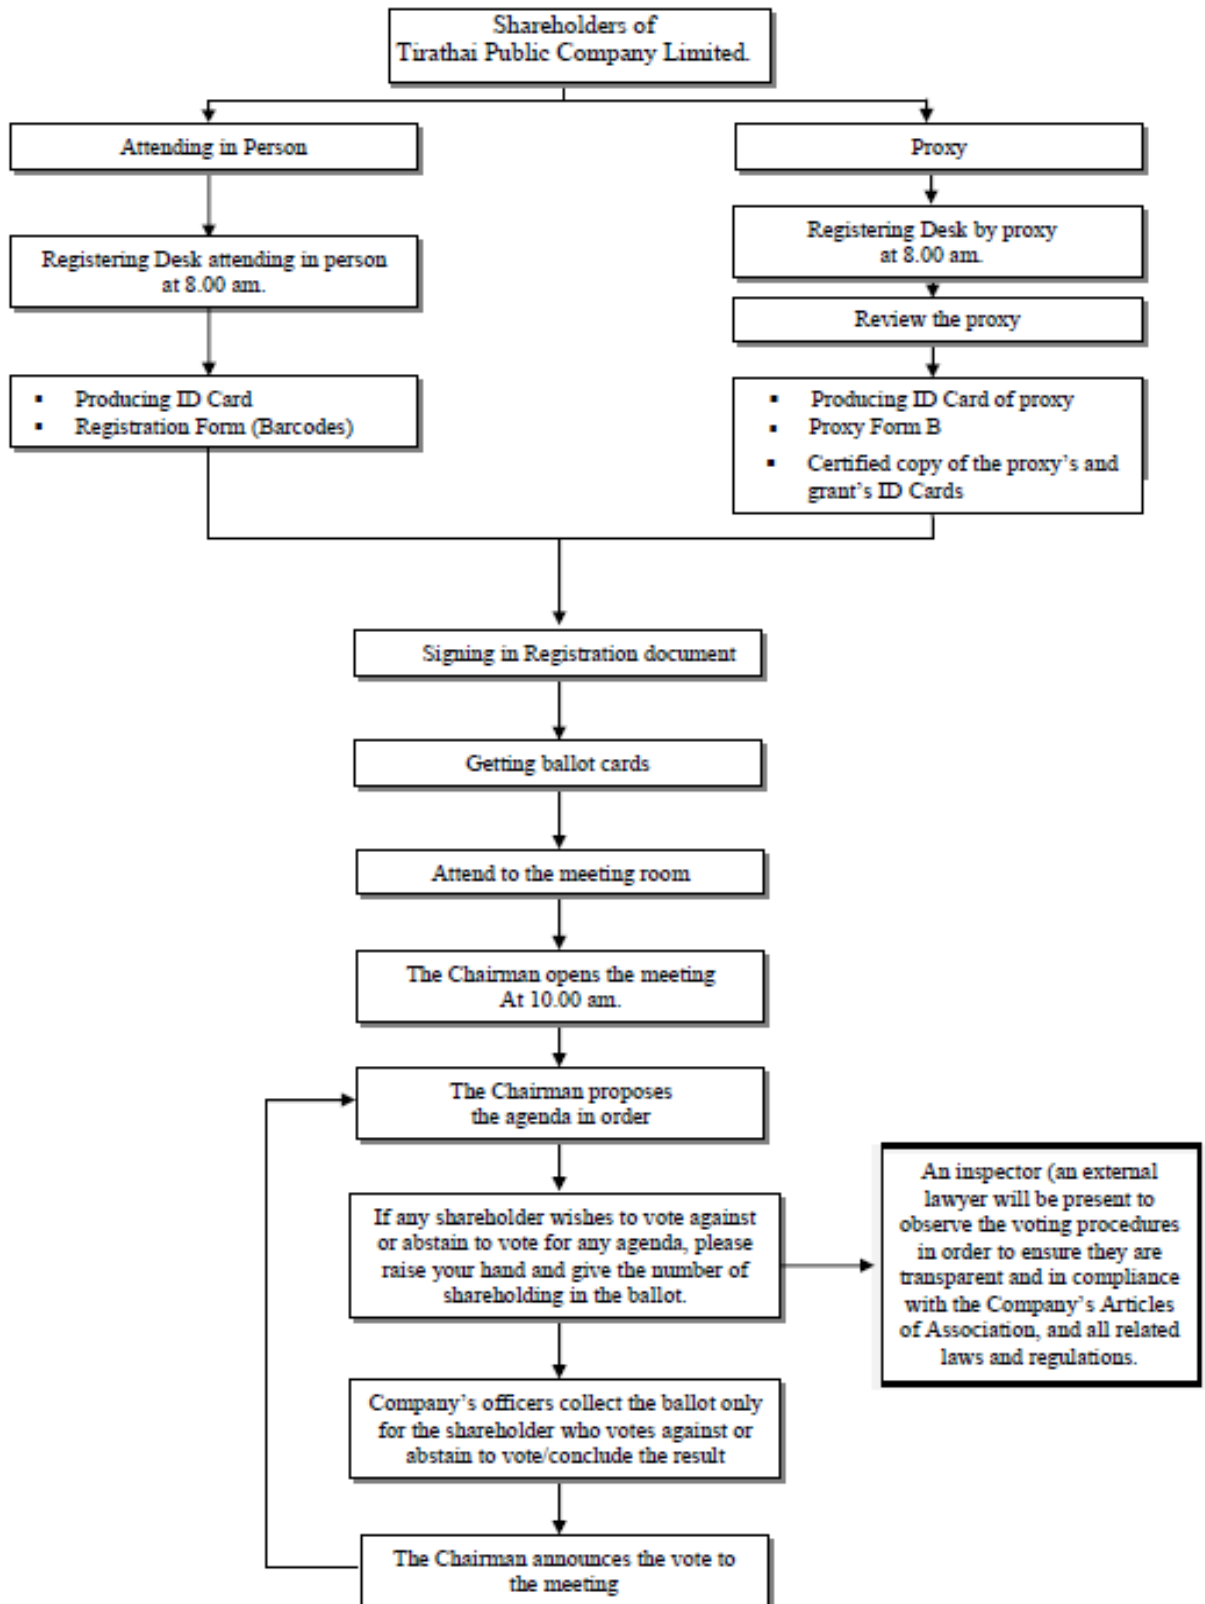 Shareholders of
Tirathai Public Company Limited.
Attending in Person
Proxy
Registering Desk attending in person
at 8.00 am.
Registering Desk by proxy
at 8.00 am.
Review the proxy
▪ Producing ID Card
▪ Registration Form (Barcodes)
▪ Producing ID Card of proxy
▪ Proxy Form B
▪ Certified copy of the proxy’s and
grant’s ID Cards
Signing in Registration document
Getting ballot cards
Attend to the meeting room
The Chairman opens the meeting
At 10.00 am.
The Chairman proposes
the agenda in order
If any shareholder wishes to vote against
or abstain to vote for any agenda, please
raise your hand and give the number of
shareholding in the ballot.
An inspector (an external
lawyer will be present to
observe the voting procedures
in order to ensure they are
transparent and in compliance
with the Company’s Articles
of Association, and all related
laws and regulations.
Company’s officers collect the ballot only
for the shareholder who votes against or
abstain to vote/conclude the result
The Chairman announces the vote to
the meeting